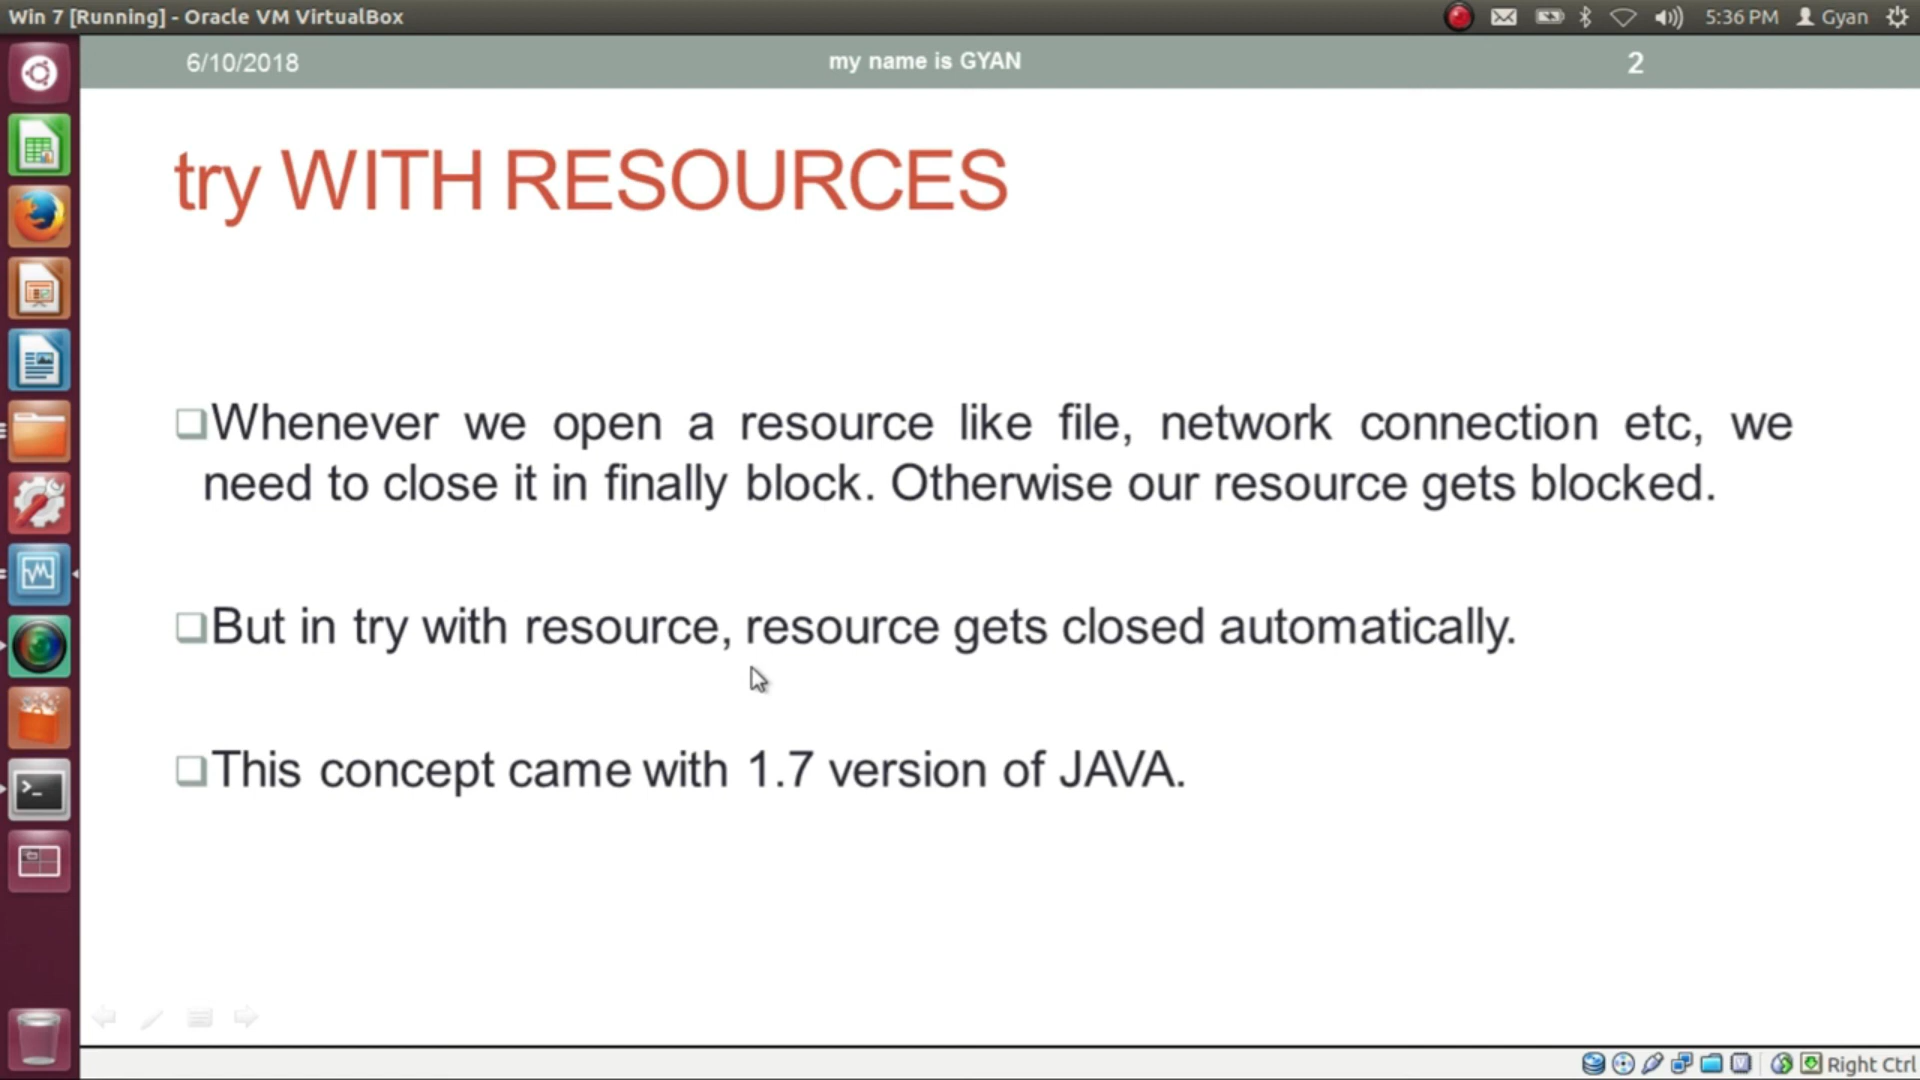 Win 7 [Running] - Oracle VM VirtualBox
5:36 PM
Gyan
6/10/2018
my name is GYAN
2
try WITH RESOURCES
Whenever we open a resource like file, network connection etc, we
need to close it in finally block. Otherwise our resource gets blocked.
But in try with resource, resource gets closed automatically.
This concept came with 1.7 version of JAVA.
Right Ctrl